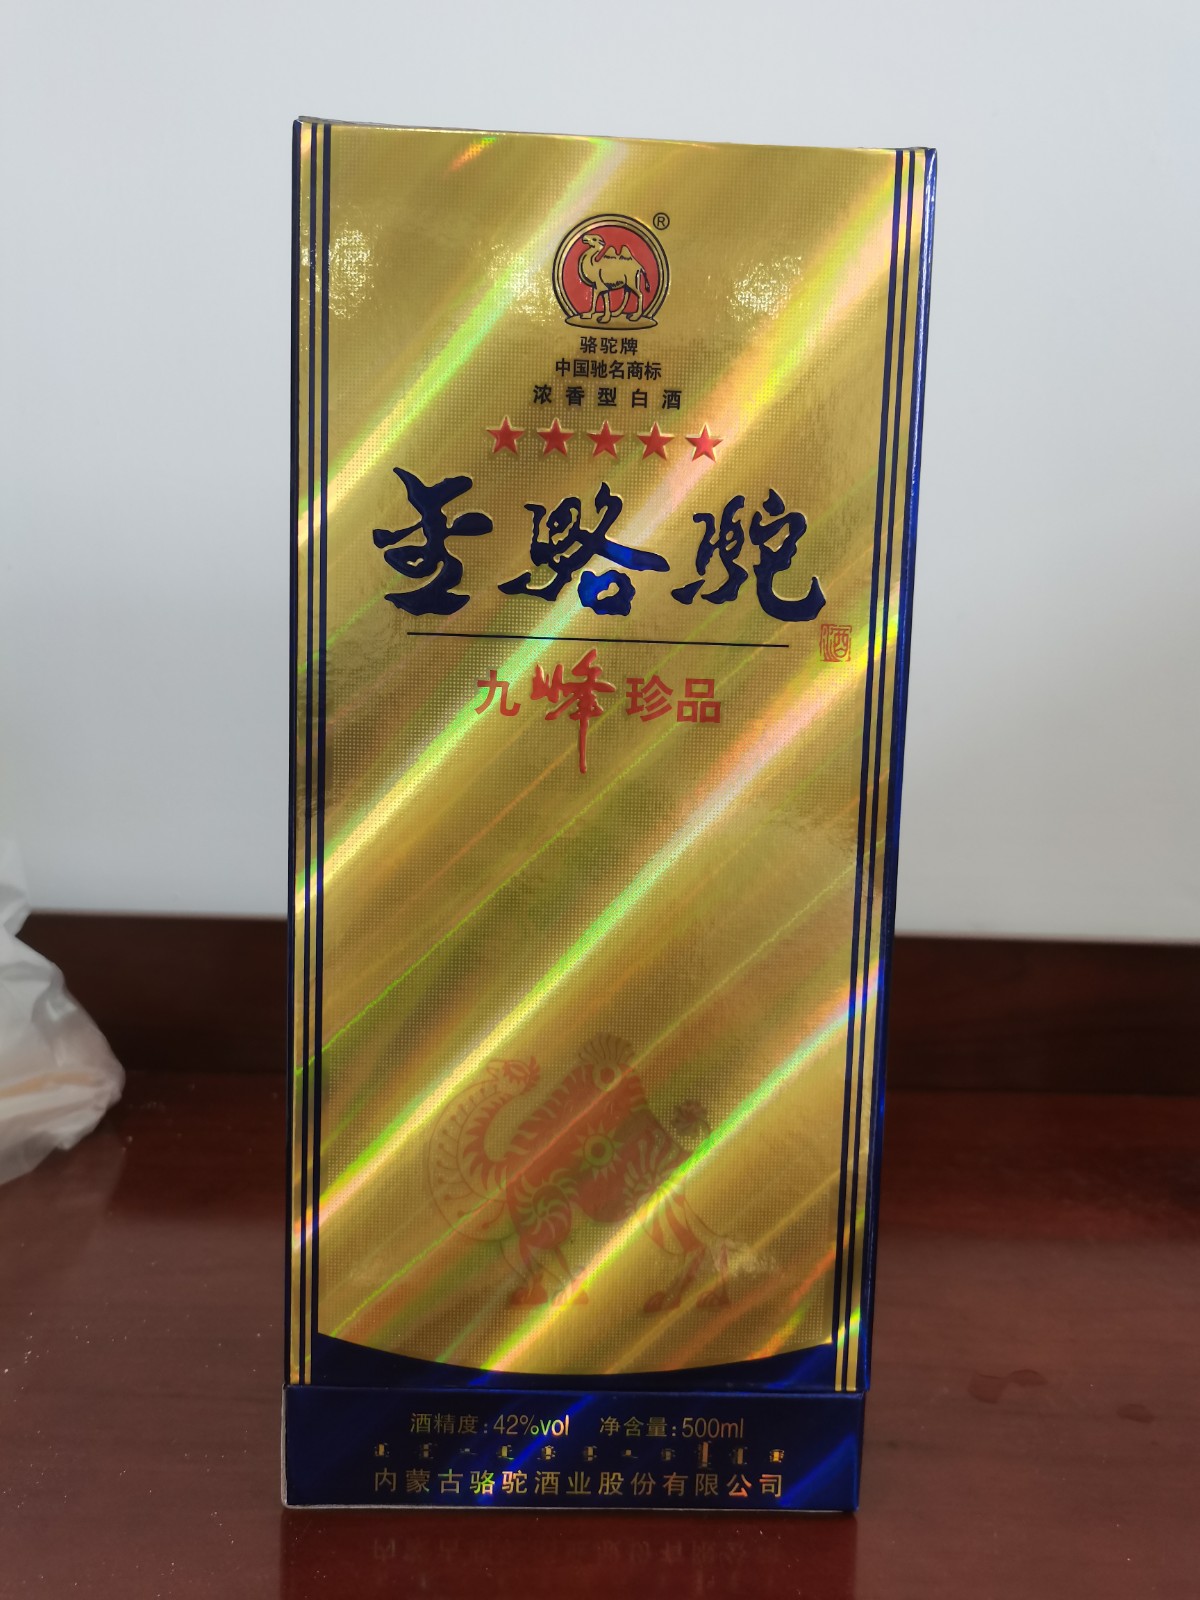 ®
骆驼牌
中国驰名商标
浓香型白酒
金骆驼
酒
九峰珍品
酒精度:42%vol 净含量:500ml
内蒙古骆驼酒业股份有限公司